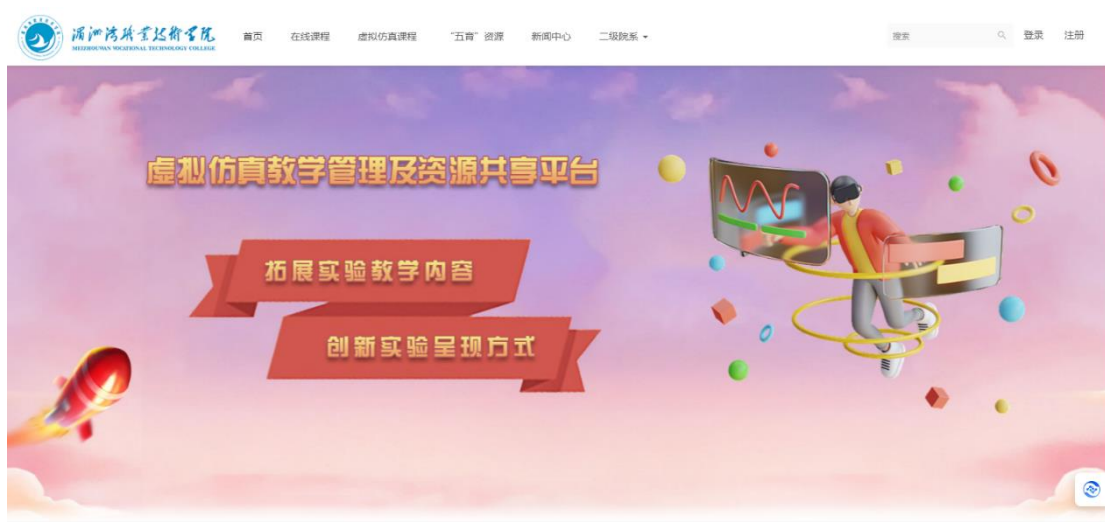 湄洲湾职业技术学院
MEIZHOUWAN VOCATIONAL TECHNOLOGY COLLEGE
首页 在线课程 虚拟仿真课程 “五育”资源 新闻中心 二级院系
搜索 登录 注册
虚拟仿真教学管理及资源共享平台
拓展实验教学内容
创新实验呈现方式